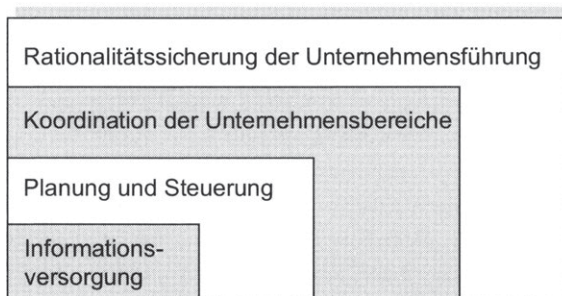 Rationalitätssicherung der Unternehmensführung
Koordination der Unternehmensbereiche
Planung und Steuerung
Informations-
versorgung